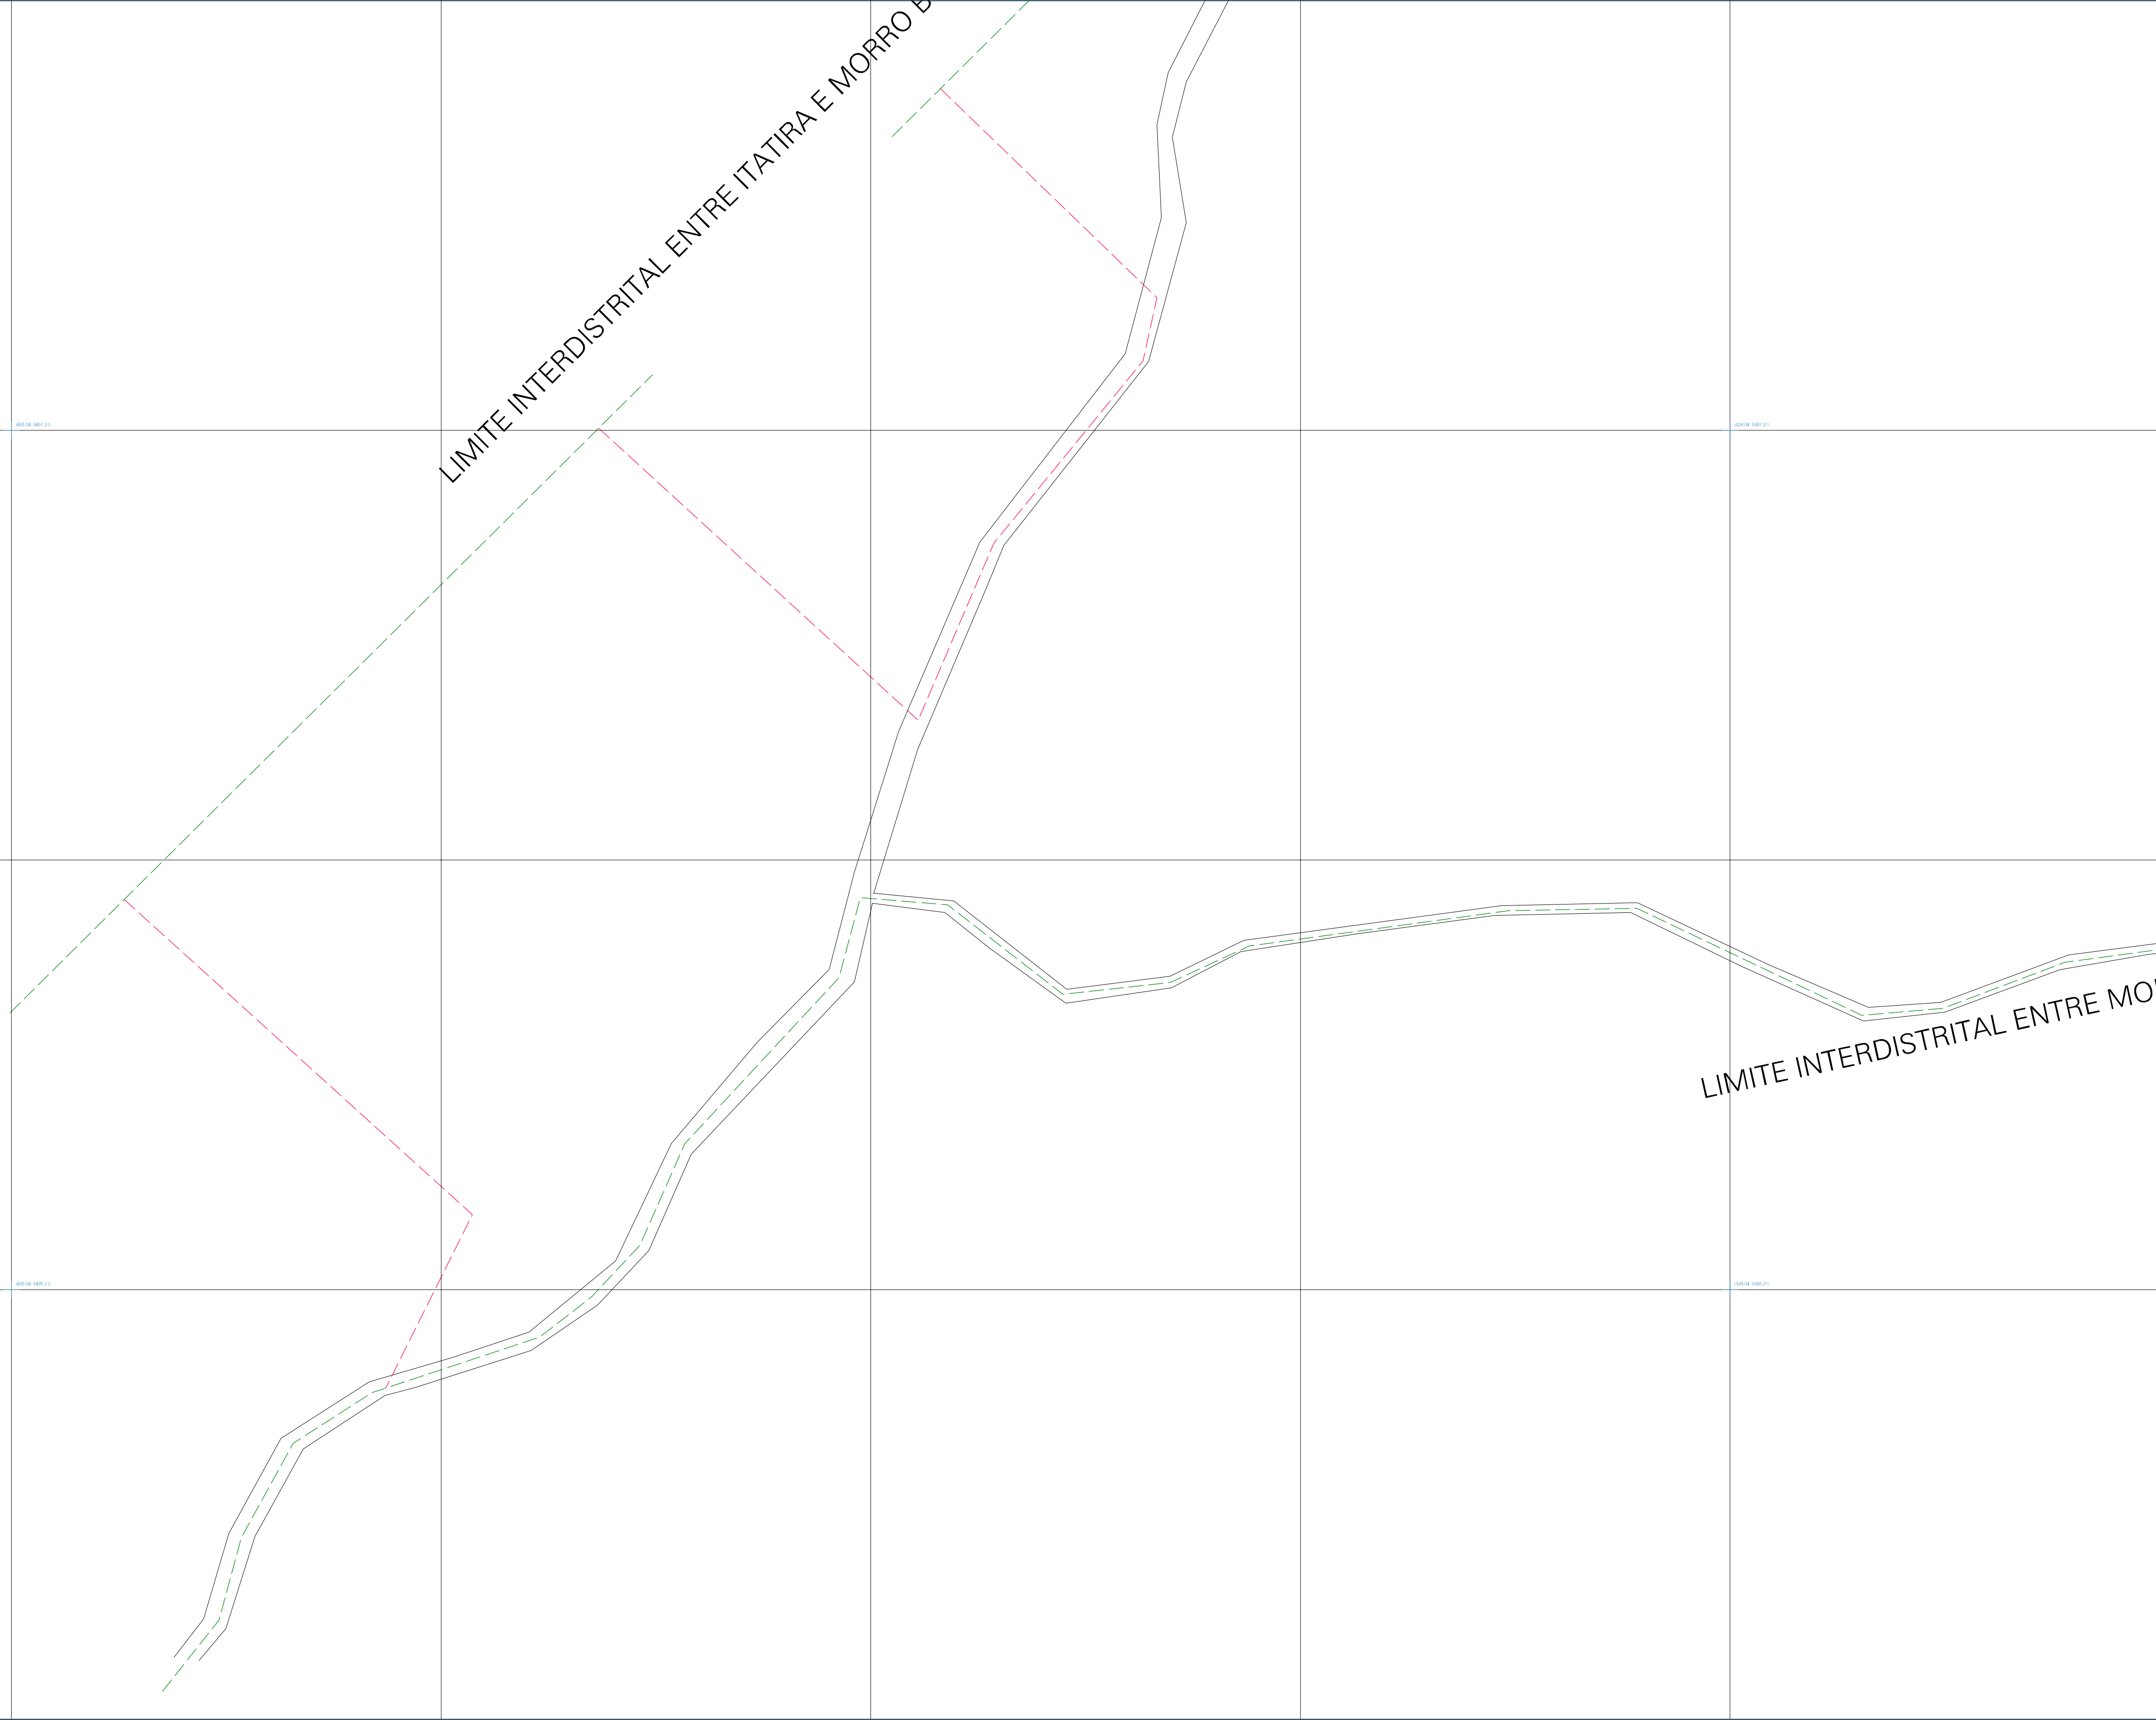 LIMITE INTERDISTRITAL ENTRE ITATIRA E MORRO B
LIMITE INTERDISTRITAL ENTRE MO